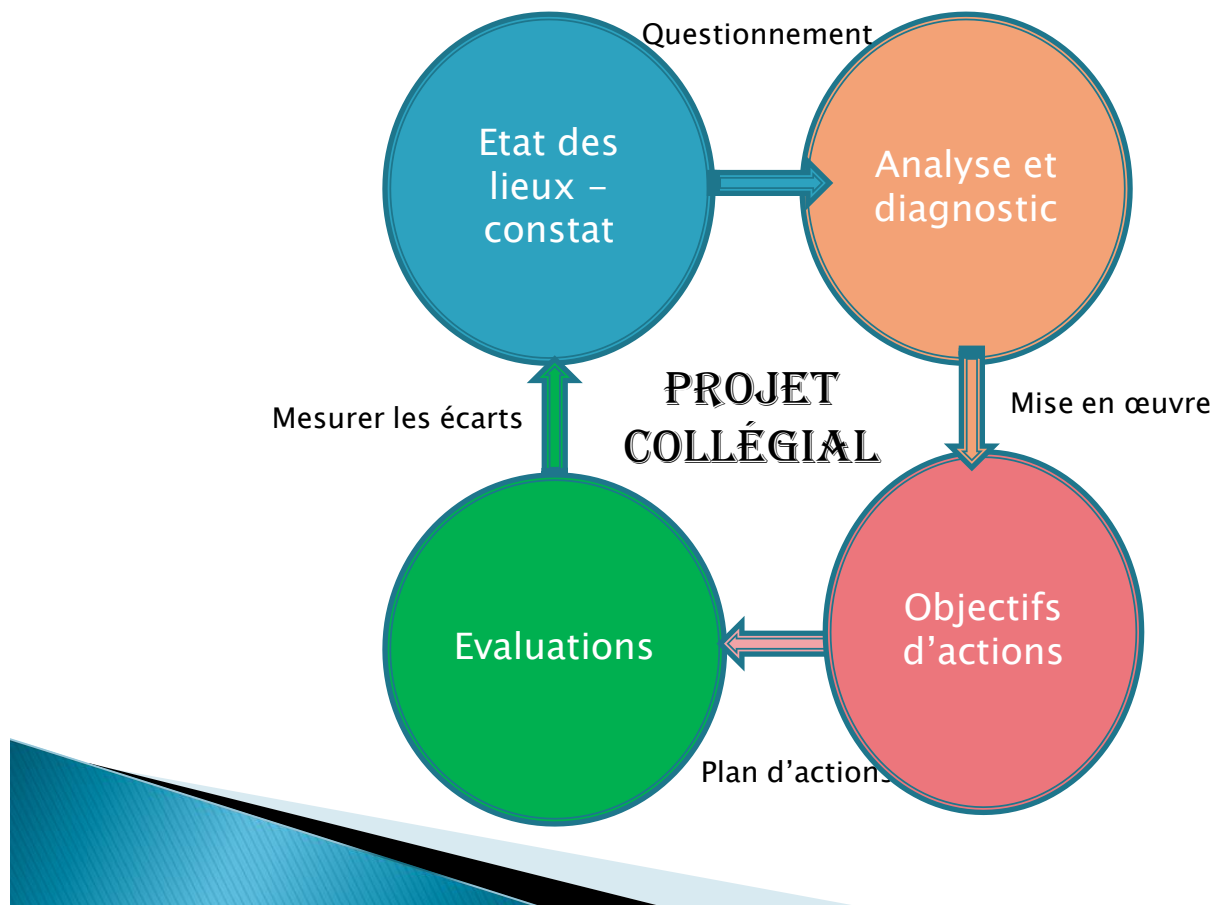 Questionnement
Etat des
lieux –
constat
Analyse et
diagnostic
Mesurer les écarts
PROJET
COLLÉGIAL
Mise en œuvre
Evaluations
Objectifs
d’actions
Plan d’actions